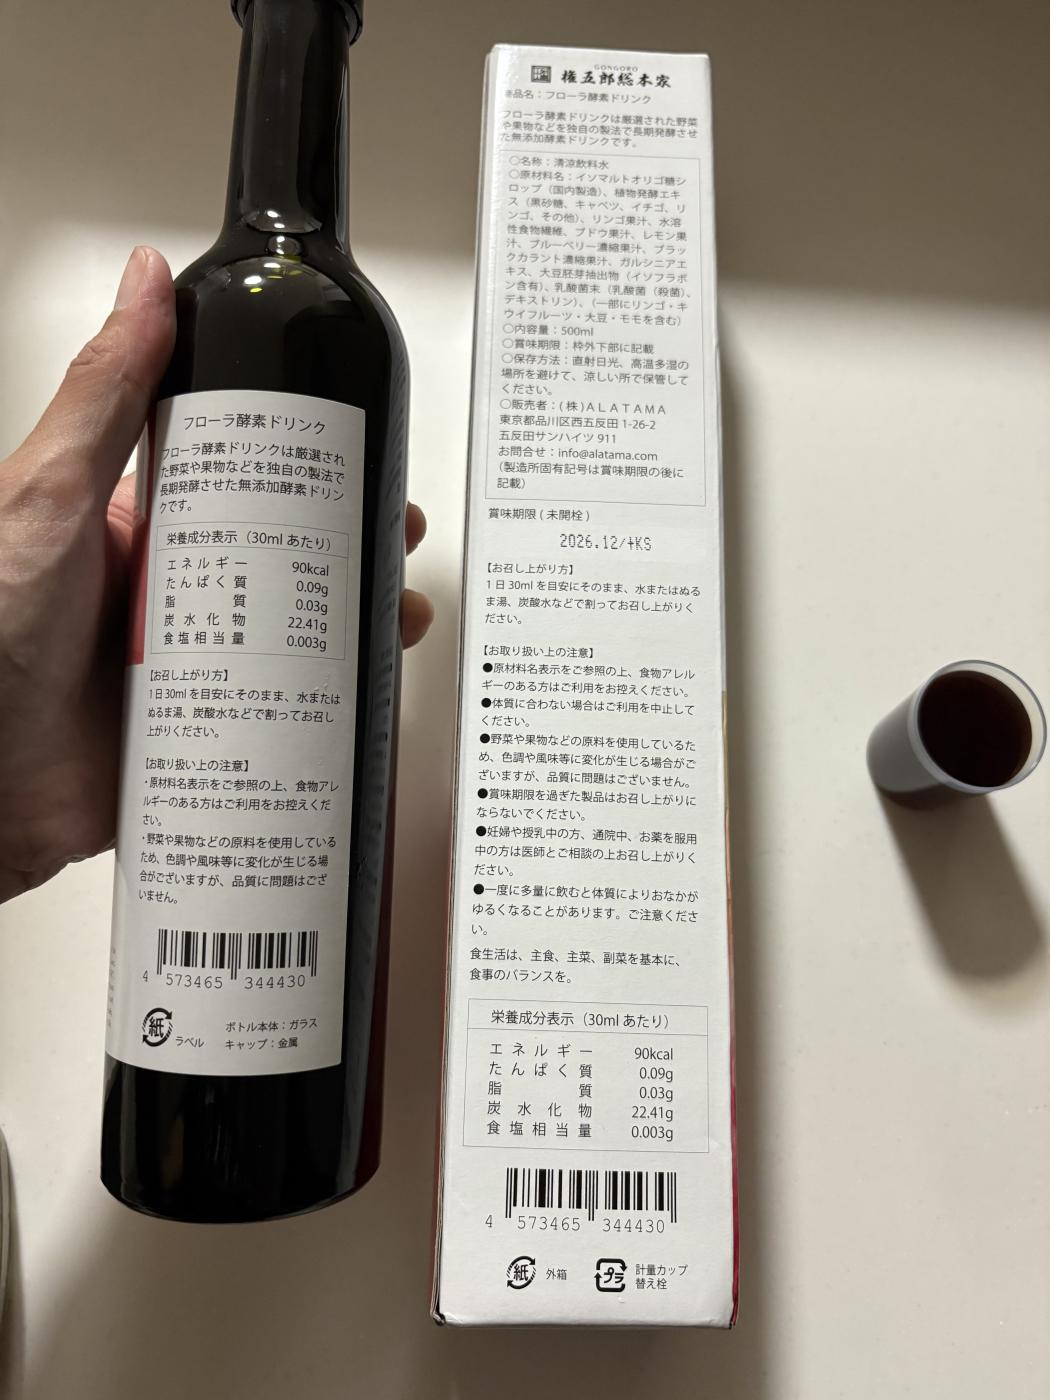 フローラ酵素ドリンク
フローラ酵素ドリンクは厳選され
た野菜や果物などを独自の製法で
長期発酵させた無添加酵素ドリン
クです。
栄養成分表示（30ml あたり）
エネルギー 90kcal
たんぱく質 0.09g
脂質 0.03g
炭水化物 22.41g
食塩相当量 0.003g
【お召し上がり方】
1日30ml を目安にそのまま、水または
ぬるま湯、炭酸水などで割ってお召し
上がりください。
【お取り扱い上の注意】
・原材料名表示をご参照の上、食物アレ
ルギーのある方はご利用をお控えくだ
さい。
・野菜や果物などの原料を使用している
ため、色調や風味等に変化が生じる場
合がございますが、品質に問題はござ
いません。
4 573465 344430
紙
ラベル
ボトル本体：ガラス
キャップ：金属
GONGORO
権五郎総本家
商品名：フローラ酵素ドリンク
フローラ酵素ドリンクは厳選された野菜
や果物などを独自の製法で長期発酵させ
た無添加酵素ドリンクです。
○名称：清涼飲料水
○原材料名：イソマルトオリゴ糖シ
ロップ（国内製造）、植物発酵エキ
ス（黒砂糖、キャベツ、イチゴ、リ
ンゴ、その他）、リンゴ果汁、水溶
性食物繊維、ブドウ果汁、レモン果
汁、ブルーベリー濃縮果汁、ブラッ
クカラント濃縮果汁、ガルシニアエ
キス、大豆胚芽抽出物（イソフラボ
ン含有）、乳酸菌末（乳酸菌（殺菌）、
デキストリン）、（一部にリンゴ・キ
ウイフルーツ・大豆・モモを含む）
○内容量：500ml
○賞味期限：枠外下部に記載
○保存方法：直射日光、高温多湿の
場所を避けて、涼しい所で保管して
ください。
○販売者：(株)ＡＬＡＴＡＭＡ
東京都品川区西五反田 1-26-2
五反田サンハイツ 911
お問合せ：info@alatama.com
（製造所固有記号は賞味期限の後に
記載）
賞味期限 ( 未開栓 )
2026.12/+KS
【お召し上がり方】
1 日 30ml を目安にそのまま、水またはぬる
ま湯、炭酸水などで割ってお召し上がりく
ださい。
【お取り扱い上の注意】
●原材料名表示をご参照の上、食物アレル
ギーのある方はご利用をお控えください。
●体質に合わない場合はご利用を中止して
ください。
●野菜や果物などの原料を使用しているた
め、色調や風味等に変化が生じる場合がご
ざいますが、品質に問題はございません。
●賞味期限を過ぎた製品はお召し上がりに
ならないでください。
●妊婦や授乳中の方、通院中、お薬を服用
中の方は医師とご相談の上お召し上がりく
ださい。
●一度に多量に飲むと体質によりおなかが
ゆるくなることがあります。ご注意くださ
い。
食生活は、主食、主菜、副菜を基本に、
食事のバランスを。
栄養成分表示（30ml あたり）
エネルギー 90kcal
たんぱく質 0.09g
脂質 0.03g
炭水化物 22.41g
食塩相当量 0.003g
4 573465 344430
紙
外箱
プラ
計量カップ
替え栓